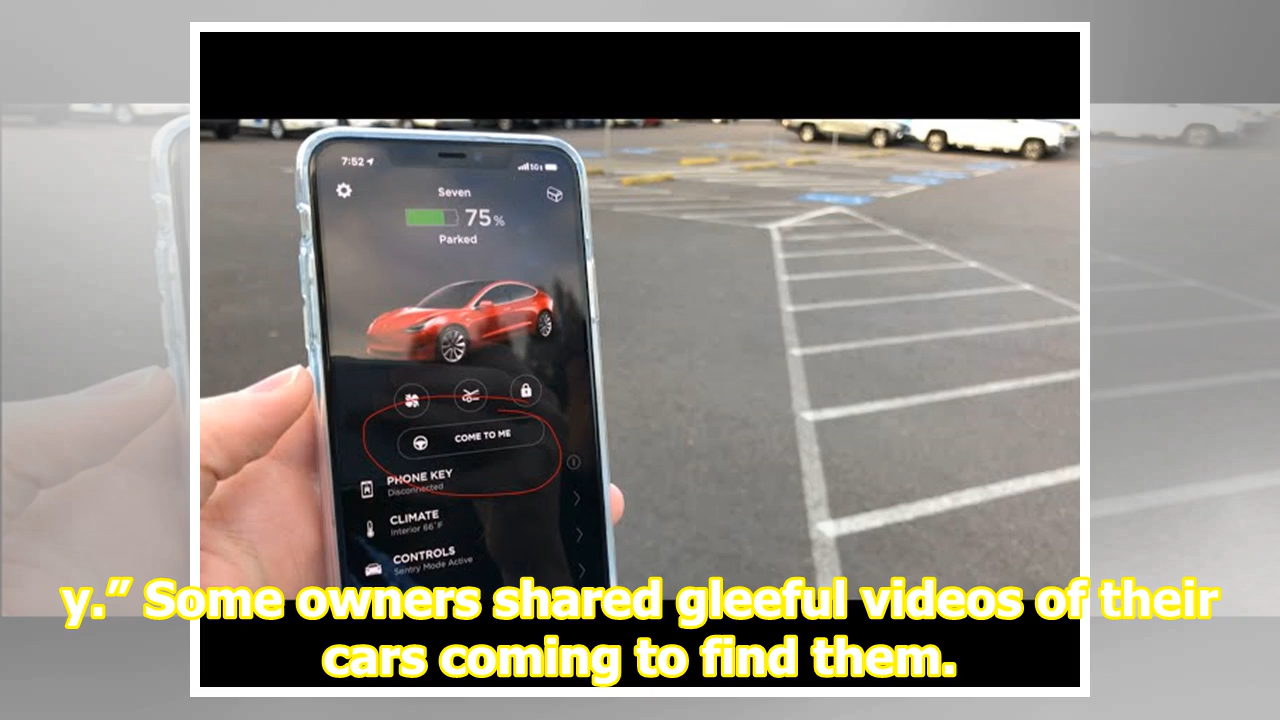 7:52
5G
Seven
75%
Parked
COME TO ME
PHONE KEY
Disconnected
CLIMATE
Interior 66°F
CONTROLS
Sentry Mode Active
y.” Some owners shared gleeful videos of their
cars coming to find them.